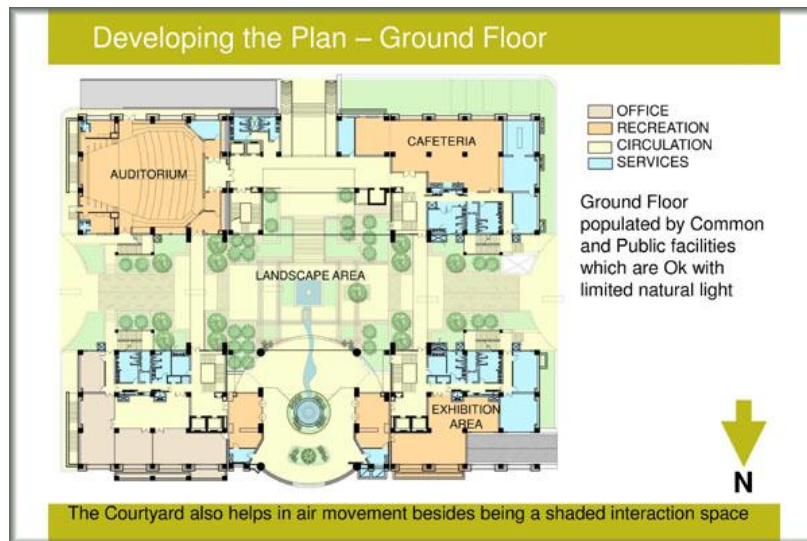 Developing the Plan – Ground Floor
OFFICE
RECREATION
CIRCULATION
SERVICES
CAFETERIA
AUDITORIUM
Ground Floor
populated by Common
and Public facilities
which are Ok with
limited natural light
LANDSCAPE AREA
EXHIBITION
AREA
N
The Courtyard also helps in air movement besides being a shaded interaction space